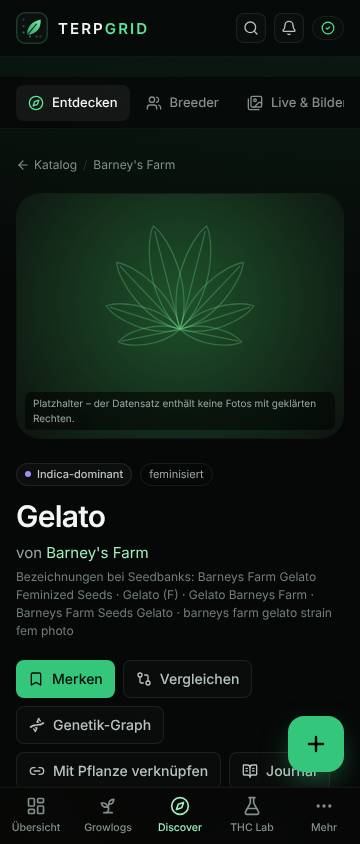 TERPGRID
Entdecken Breeder Live & Bilder
Katalog / Barney's Farm
Platzhalter – der Datensatz enthält keine Fotos mit geklärten
Rechten.
Indica-dominant feminisiert
Gelato
von Barney's Farm
Bezeichnungen bei Seedbanks: Barneys Farm Gelato
Feminized Seeds · Gelato (F) · Gelato Barneys Farm ·
Barneys Farm Seeds Gelato · barneys farm gelato strain
fem photo
Merken Vergleichen
Genetik-Graph
Mit Pflanze verknüpfen Journal
Übersicht Growlogs Discover THC Lab Mehr